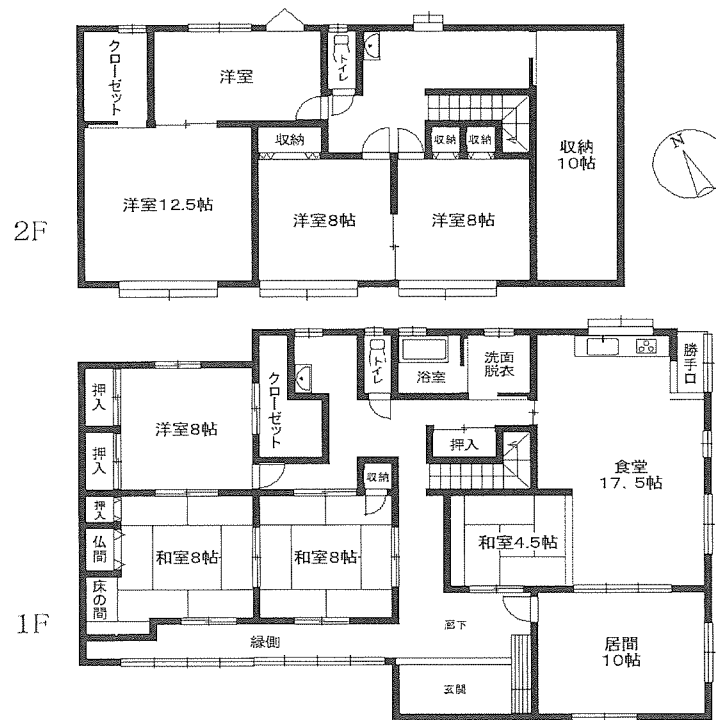 クローゼット
洋室
トイレ
収納
収納
収納
収納
10帖
N
洋室12.5帖
洋室8帖
洋室8帖
2F
押入
洋室8帖
クローゼット
トイレ
浴室
洗面
脱衣
勝手口
押入
押入
収納
食堂
17.5帖
押入
仏間
床の間
和室8帖
和室8帖
和室4.5帖
1F
縁側
廊下
玄関
居間
10帖